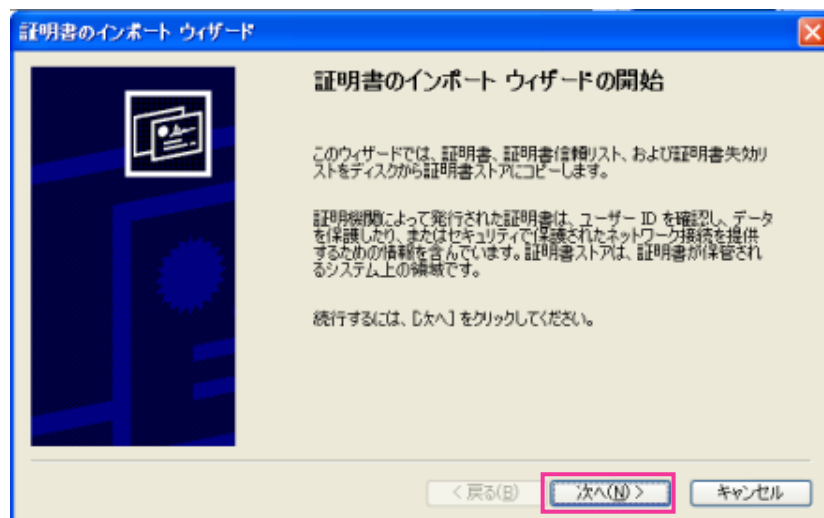 証明書のインポート ウィザード
証明書のインポート ウィザードの開始
このウィザードでは、証明書、証明書信頼リスト、および証明書失効リ
ストをディスクから証明書ストアにコピーします。
証明機関によって発行された証明書は、ユーザー ID を確認し、データ
を保護したり、またはセキュリティで保護されたネットワーク接続を提供
するための情報を含んでいます。証明書ストアは、証明書が保管され
るシステム上の領域です。
続行するには、[次へ] をクリックしてください。
< 戻る(B) 次へ(N) > キャンセル